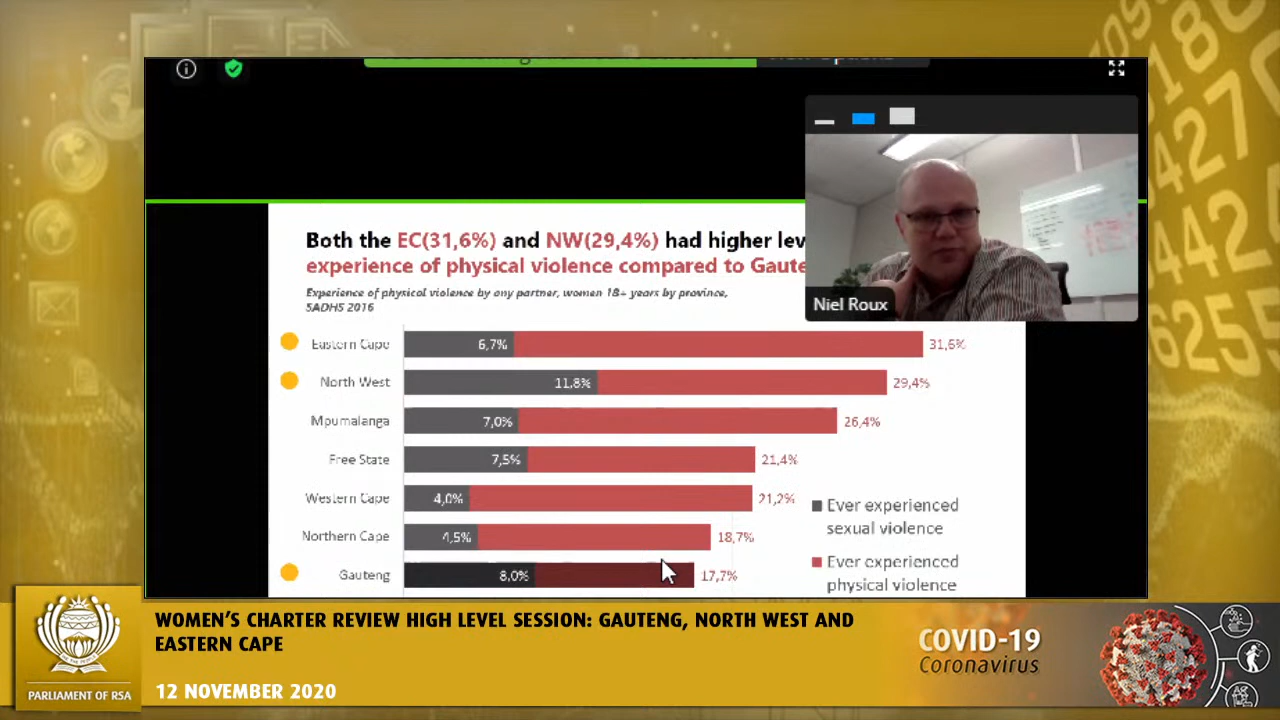 Niel Roux
Both the EC(31,6%) and NW(29,4%) had higher
experience of physical violence compared to
Experience of physical violence by any partner, women 18+ years by province,
SADHS 2016
Eastern Cape 6,7% 31,6%
North West 11,8% 29,4%
Mpumalanga 7,0% 26,4%
Free State 7,5% 21,4%
Western Cape 4,0% 21,2%
Northern Cape 4,5% 18,7%
Gauteng 8,0% 17,7%
Ever experienced
sexual violence
Ever experienced
physical violence
WOMEN'S CHARTER REVIEW HIGH LEVEL SESSION: GAUTENG, NORTH WEST AND
EASTERN CAPE
12 NOVEMBER 2020
PARLIAMENT OF RSA
COVID-19
Coronavirus